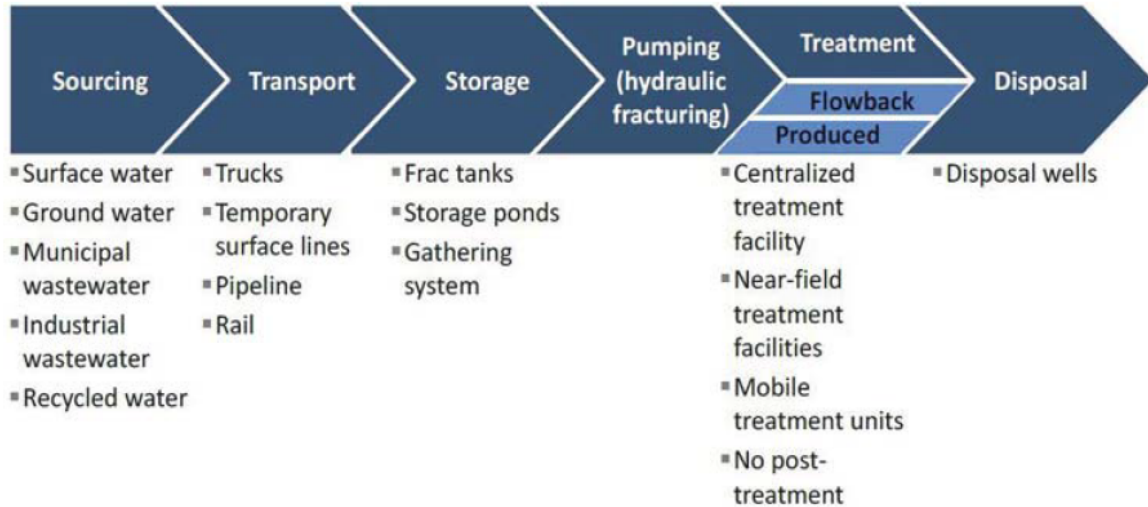 Sourcing
Transport
Storage
Pumping
(hydraulic
fracturing)
Treatment
Flowback
Produced
Disposal
▪Surface water
▪Ground water
▪Municipal
wastewater
▪Industrial
wastewater
▪Recycled water
▪Trucks
▪Temporary
surface lines
▪Pipeline
▪Rail
▪Frac tanks
▪Storage ponds
▪Gathering
system
▪Centralized
treatment
facility
▪Near-field
treatment
facilities
▪Mobile
treatment units
▪No post-
treatment
▪Disposal wells